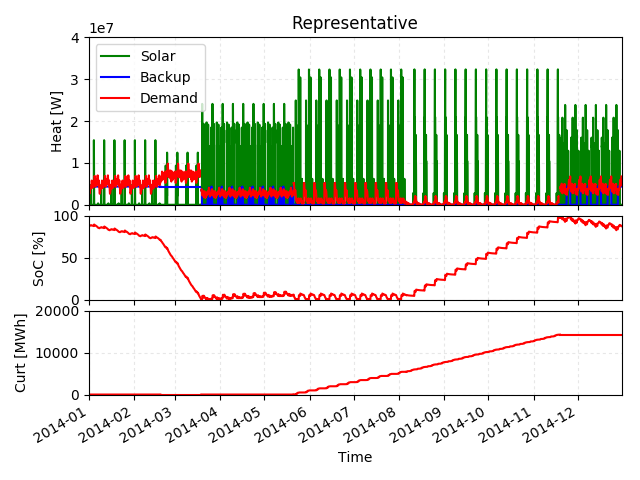 Representative
1e7
4
3
2
1
0
Heat [W]
Solar
Backup
Demand
100
50
0
SoC [%]
20000
10000
0
Curt [MWh]
2014-01
2014-02
2014-03
2014-04
2014-05
2014-06
2014-07
2014-08
2014-09
2014-10
2014-11
2014-12
Time